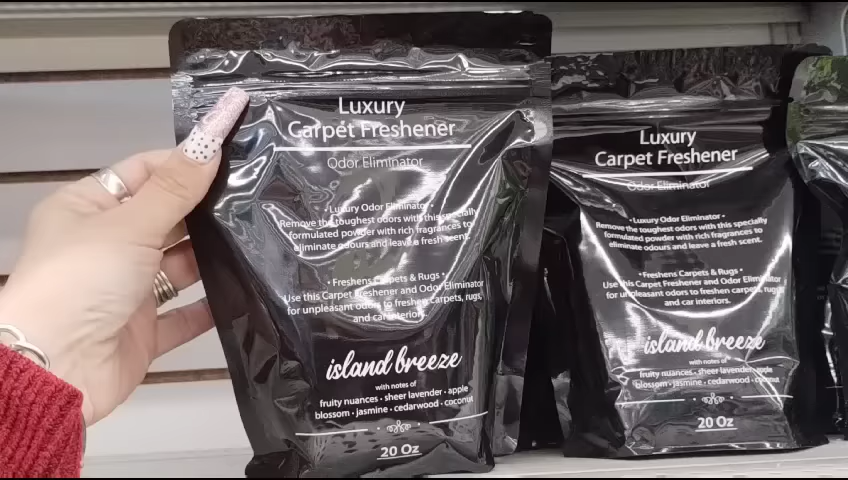 Luxury
Carpet Freshener
Odor Eliminator
• Luxury Odor Eliminator •
Remove the toughest odors with this specially
formulated powder with rich fragrances to
eliminate odours and leave a fresh scent.
• Freshens Carpets & Rugs •
Use this Carpet Freshener and Odor Eliminator
for unpleasant odors to freshen carpets, rugs,
and car interiors.
island breeze
with notes of
fruity nuances • sheer lavender • apple
blossom • jasmine • cedarwood • coconut
20 Oz
Luxury
Carpet Freshener
Odor Eliminator
• Luxury Odor Eliminator •
Remove the toughest odors with this specially
formulated powder with rich fragrances to
eliminate odours and leave a fresh scent.
• Freshens Carpets & Rugs •
Use this Carpet Freshener and Odor Eliminator
for unpleasant odors to freshen carpets, rugs,
and car interiors.
island breeze
with notes of
fruity nuances • sheer lavender • apple
blossom • jasmine • cedarwood • coconut
20 Oz